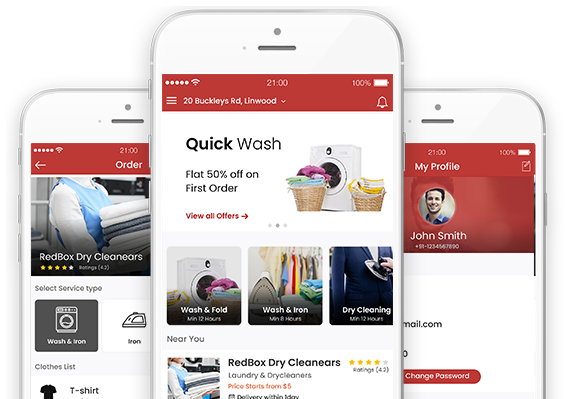 21:00
Order
RedBox Dry Cleanears
Ratings (4.2)
Select Service type
Wash & Iron
Iron
Clothes List
T-shirt
21:00
100%
20 Buckleys Rd, Linwood
Quick Wash
Flat 50% off on
First Order
View all Offers
Wash & Fold
Min 12 Hours
Wash & Iron
Min 8 Hours
Dry Cleaning
Min 12 Hours
Near You
RedBox Dry Cleanears
Ratings (4.2)
Laundry & Drycleaners
Price Starts from $5
Delivery within 1day
21:00
100%
My Profile
John Smith
+91-1234567890
mail.com
0
Change Password